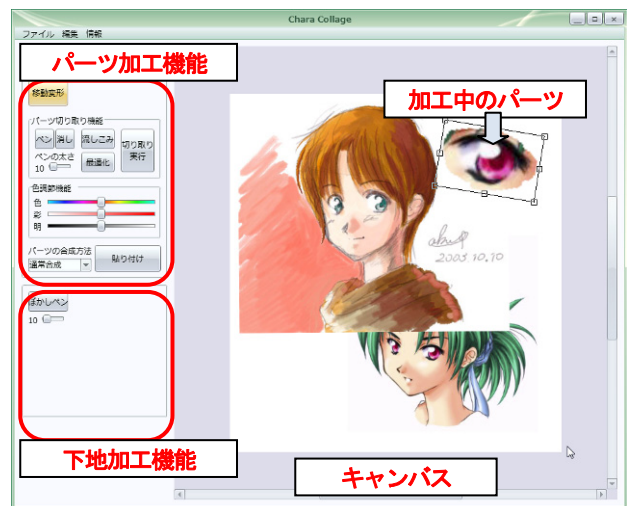 Chara Collage
ファイル 編集 情報
パーツ加工機能
移動変形
パーツ切り取り機能
ペン 消し 流しこみ 切り取り
実行
ペンの太さ
10
最適化
色調節機能
色
彩
明
パーツの合成方法
通常合成
貼り付け
ぼかしペン
10
下地加工機能
加工中のパーツ
2005.10.10
キャンバス